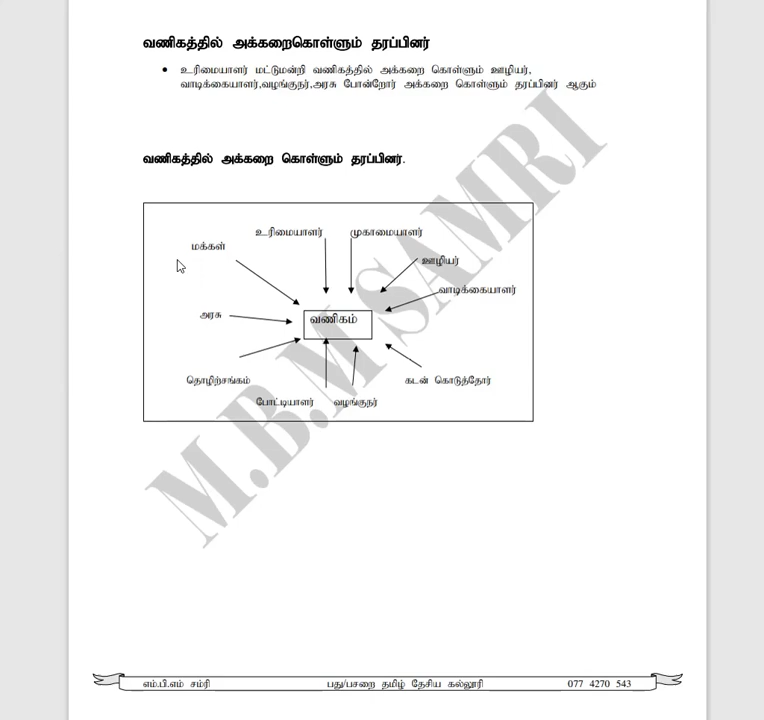 வணிகத்தில் அக்கறைகொள்ளும் தரப்பினர்
• உரிமையாளர் மட்டுமன்றி வணிகத்தில் அக்கறை கொள்ளும் ஊழியர்,
வாடிக்கையாளர்,வழங்குநர்,அரசு போன்றோர் அக்கறை கொள்ளும் தரப்பினர் ஆகும்
வணிகத்தில் அக்கறை கொள்ளும் தரப்பினர்.
உரிமையாளர் முகாமையாளர்
மக்கள்
ஊழியர்
வாடிக்கையாளர்
அரசு
வணிகம்
தொழிற்சங்கம்
கடன் கொடுத்தோர்
போட்டியாளர் வழங்குநர்
M.B.M SAMRI
எம்.பி.எம் சம்ரி பது/பசறை தமிழ் தேசிய கல்லூரி 077 4270 543